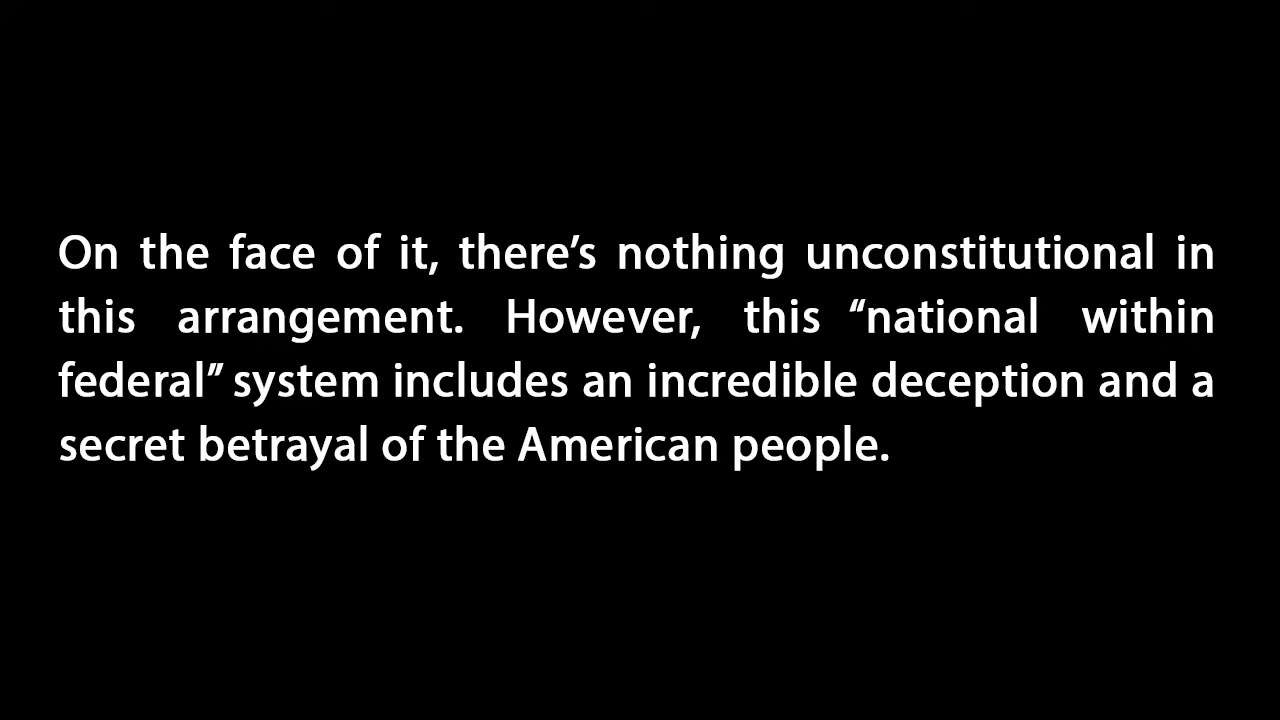 On the face of it, there’s nothing unconstitutional in
this arrangement. However, this “national within
federal” system includes an incredible deception and a
secret betrayal of the American people.